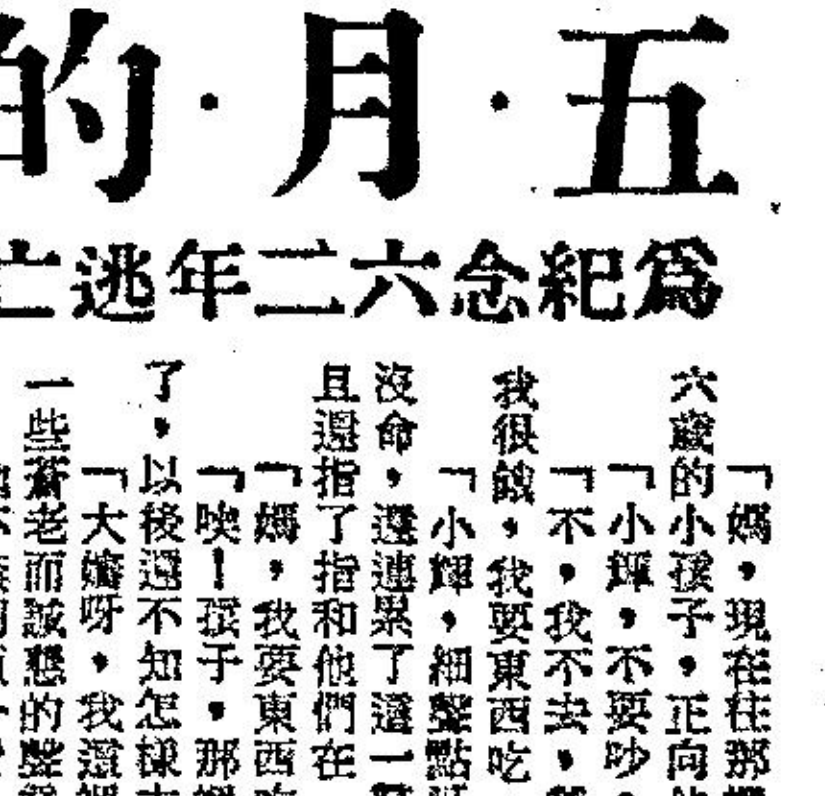 五・月・的
爲紀念六二年逃亡
「媽，現在往那
六歲的小孩子，正向
「小輝，不要吵，
「不，我不去，
我很餓，我要東西吃
「小輝，細聲點
沒命，還連累了這一
且還指了指和他們在
「媽，我要東西吃
「唉！孩子，那
了，以後還不知怎樣
「大嬸呀，我還
一些蒼老而誠懇的聲